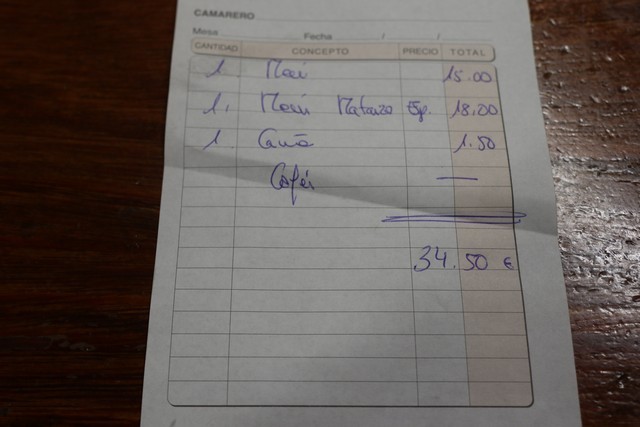 CAMARERO
Mesa Fecha / /
CANTIDAD CONCEPTO PRECIO TOTAL
1. Menú 15.00
1. Menú Matanza Esp. 18.00
1 Caña 1.50
Cafés —
34.50 €